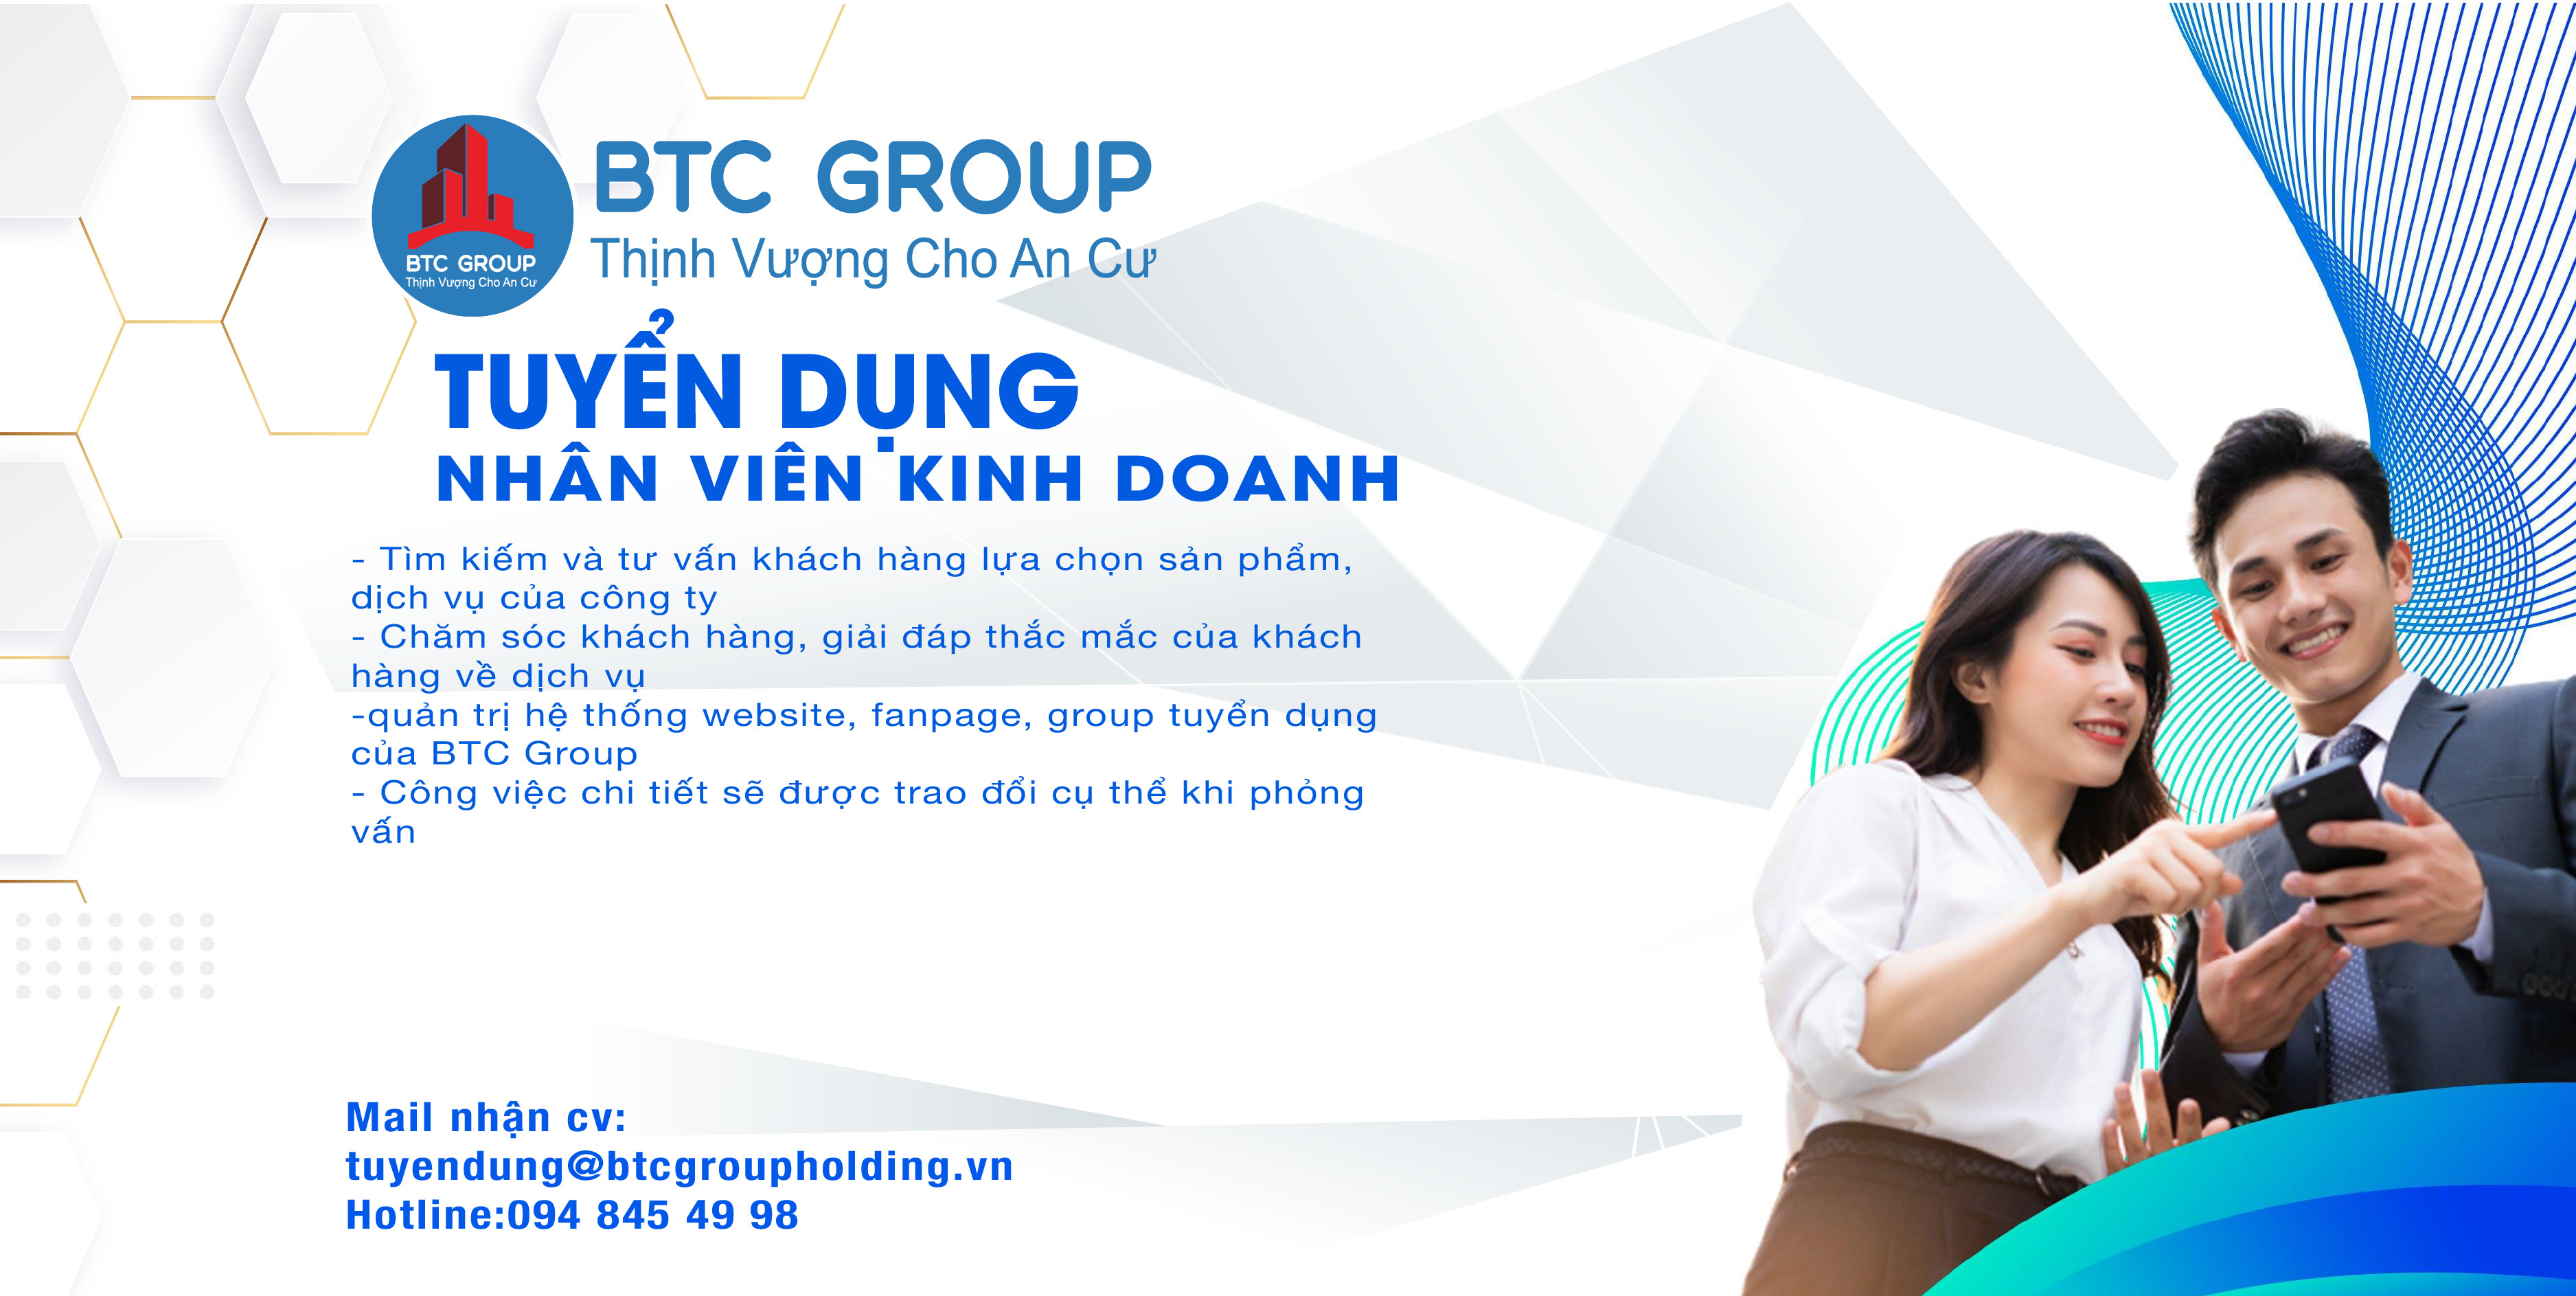 BTC GROUP
Thịnh Vượng Cho An Cư
BTC GROUP
Thịnh Vượng Cho An Cư
TUYỂN DỤNG
NHÂN VIÊN KINH DOANH
- Tìm kiếm và tư vấn khách hàng lựa chọn sản phẩm,
dịch vụ của công ty
- Chăm sóc khách hàng, giải đáp thắc mắc của khách
hàng về dịch vụ
-quản trị hệ thống website, fanpage, group tuyển dụng
của BTC Group
- Công việc chi tiết sẽ được trao đổi cụ thể khi phỏng
vấn
Mail nhận cv:
tuyendung@btcgroupholding.vn
Hotline:094 845 49 98